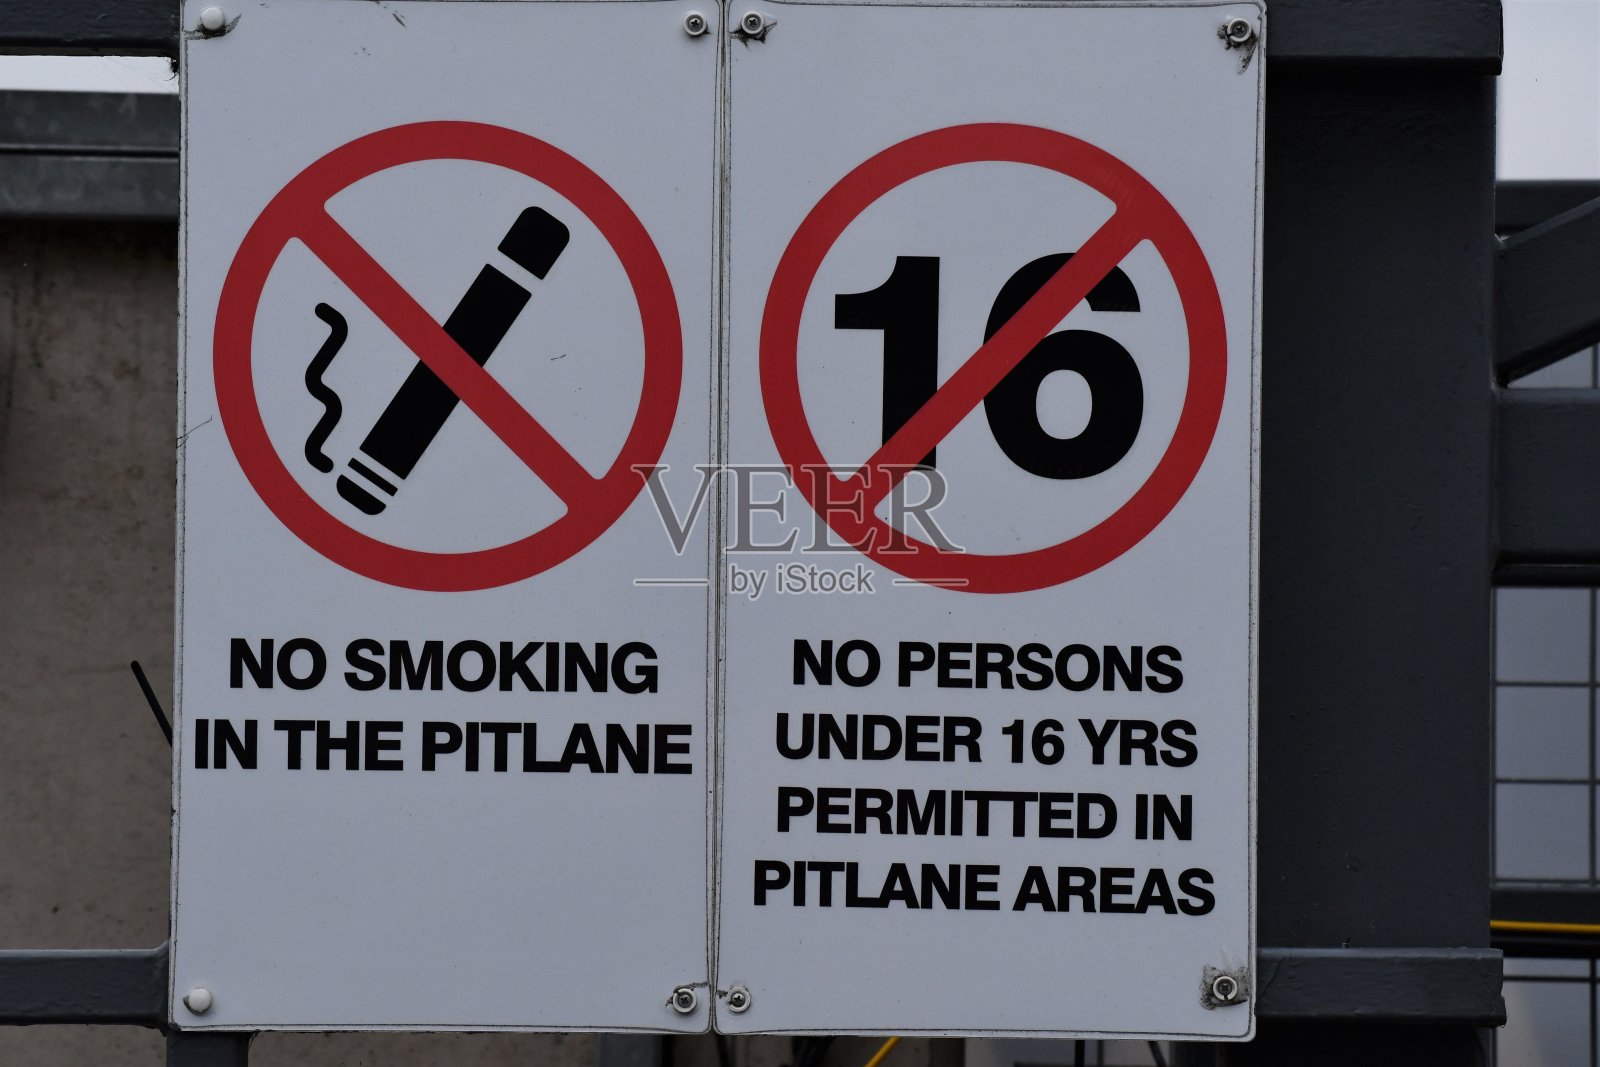 NO SMOKING
IN THE PITLANE
16
NO PERSONS
UNDER 16 YRS
PERMITTED IN
PITLANE AREAS
VEER
by iStock